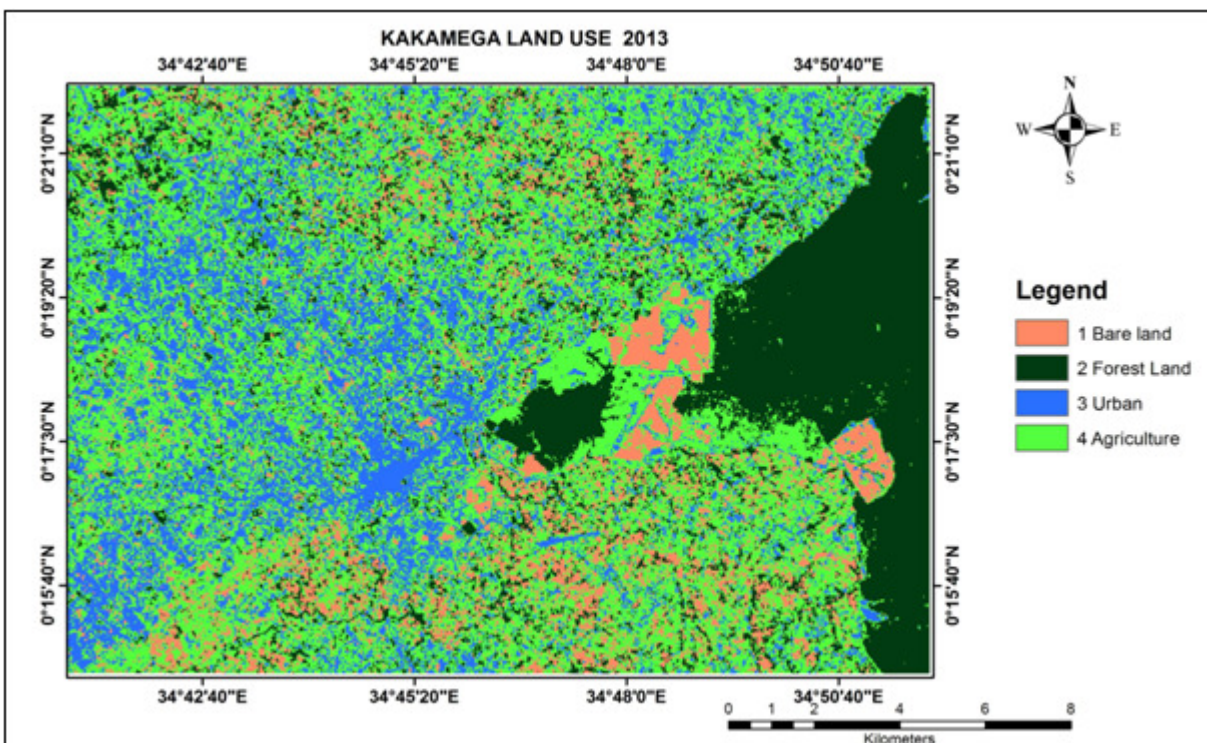 KAKAMEGA LAND USE 2013
34°42'40"E 34°45'20"E 34°48'0"E 34°50'40"E
N
W E
S
0°21'10"N 0°21'10"N
0°19'20"N 0°19'20"N
Legend
1 Bare land
2 Forest Land
3 Urban
4 Agriculture
0°17'30"N 0°17'30"N
0°15'40"N 0°15'40"N
34°42'40"E 34°45'20"E 34°48'0"E 34°50'40"E
0 1 2 4 6 8
Kilometers